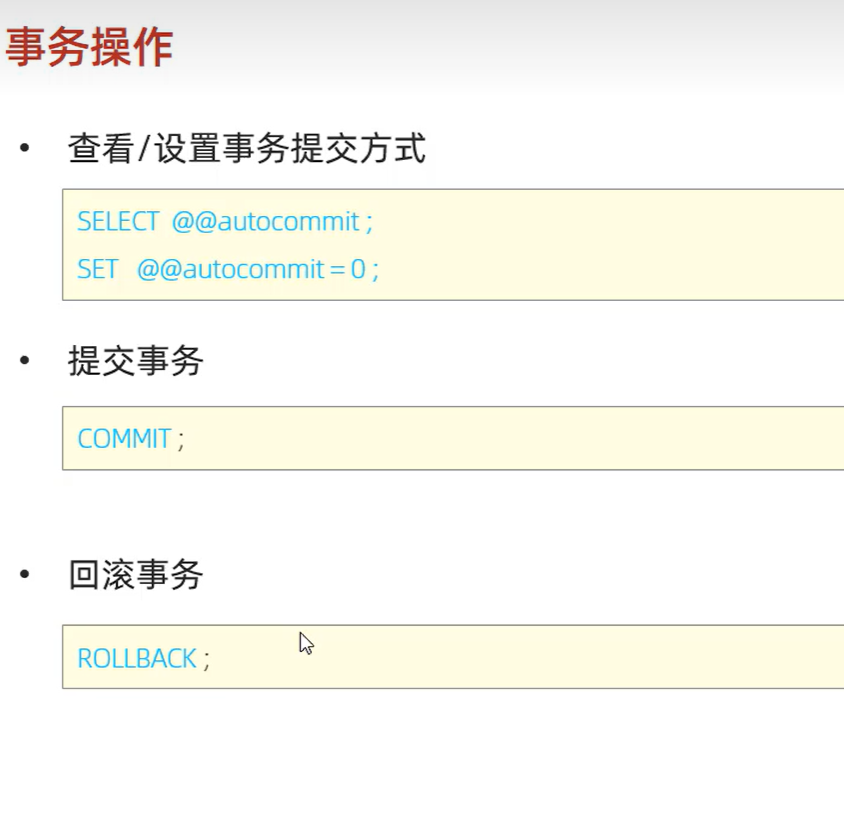 事务操作
• 查看/设置事务提交方式
SELECT @@autocommit ;
SET @@autocommit = 0 ;
• 提交事务
COMMIT ;
• 回滚事务
ROLLBACK ;